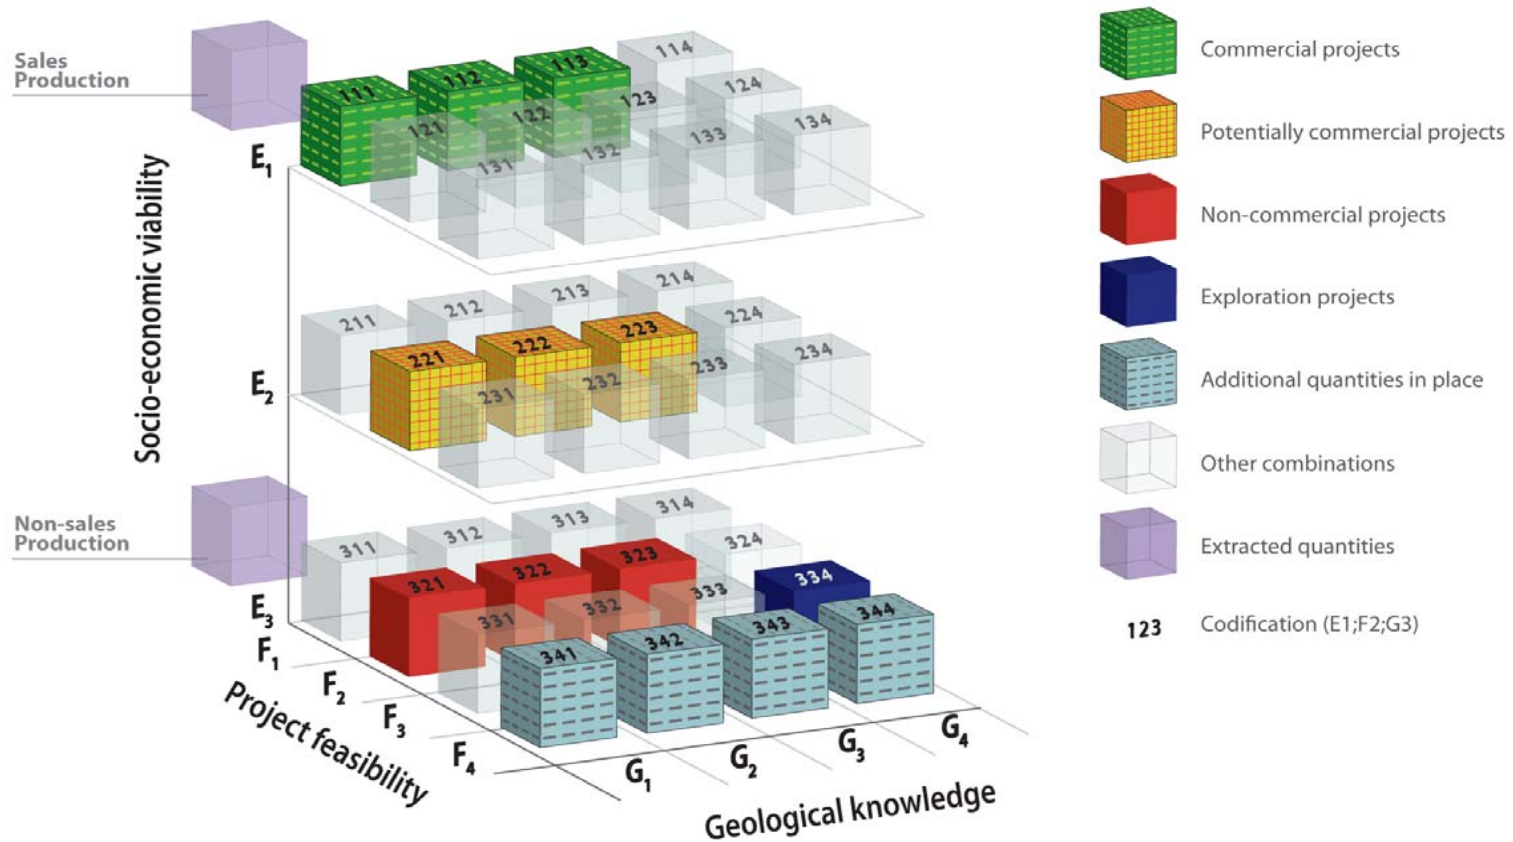 Sales
Production
Socio-economic viability
E1
111
112
113
114
121
122
123
124
131
132
133
134
E2
211
212
213
214
221
222
223
224
231
232
233
234
Non-sales
Production
E3
311
312
313
314
321
322
323
324
331
332
333
334
341
342
343
344
F1
F2
F3
F4
Project feasibility
G1
G2
G3
G4
Geological knowledge
Commercial projects
Potentially commercial projects
Non-commercial projects
Exploration projects
Additional quantities in place
Other combinations
Extracted quantities
123 Codification (E1;F2;G3)